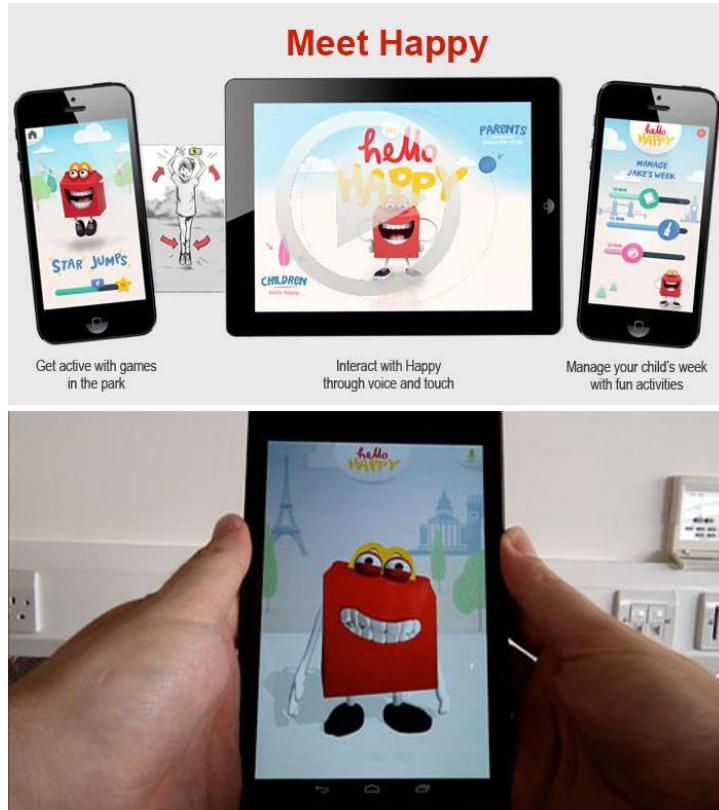 Meet Happy
hello
HAPPY
PARENTS
CHILDREN
STAR JUMPS
hello
HAPPY
MANAGE
JAKE'S WEEK
Get active with games
in the park
Interact with Happy
through voice and touch
Manage your child's week
with fun activities
hello
HAPPY